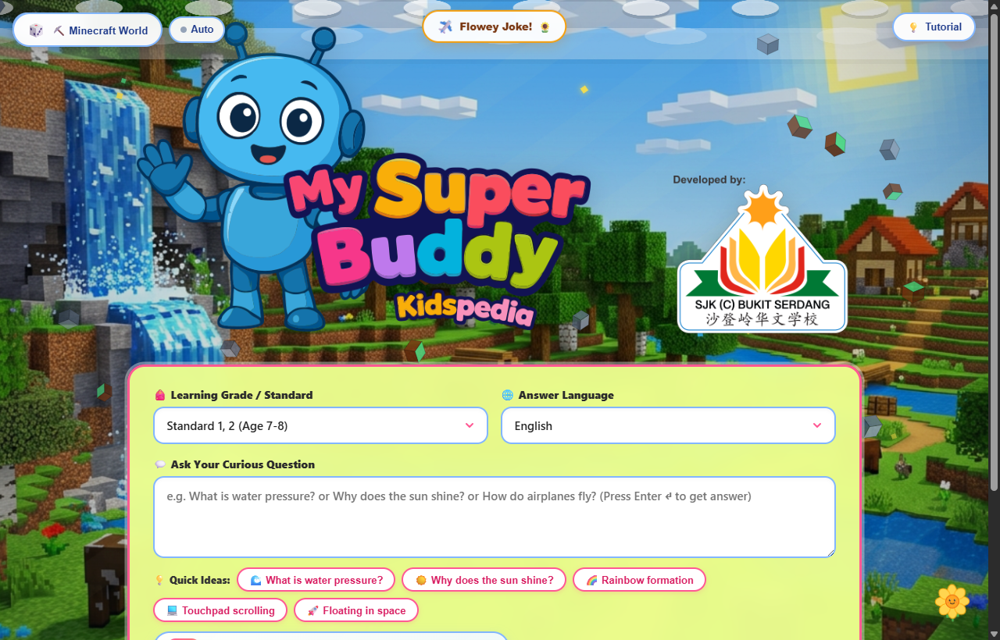 Minecraft World
Auto
Flowey Joke!
Tutorial
My Super
Buddy
Kidspedia
Developed by:
SJK (C) BUKIT SERDANG
沙登岭华文学校
Learning Grade / Standard
Answer Language
Standard 1, 2 (Age 7-8)
English
Ask Your Curious Question
e.g. What is water pressure? or Why does the sun shine? or How do airplanes fly? (Press Enter ↵ to get answer)
Quick Ideas:
What is water pressure?
Why does the sun shine?
Rainbow formation
Touchpad scrolling
Floating in space